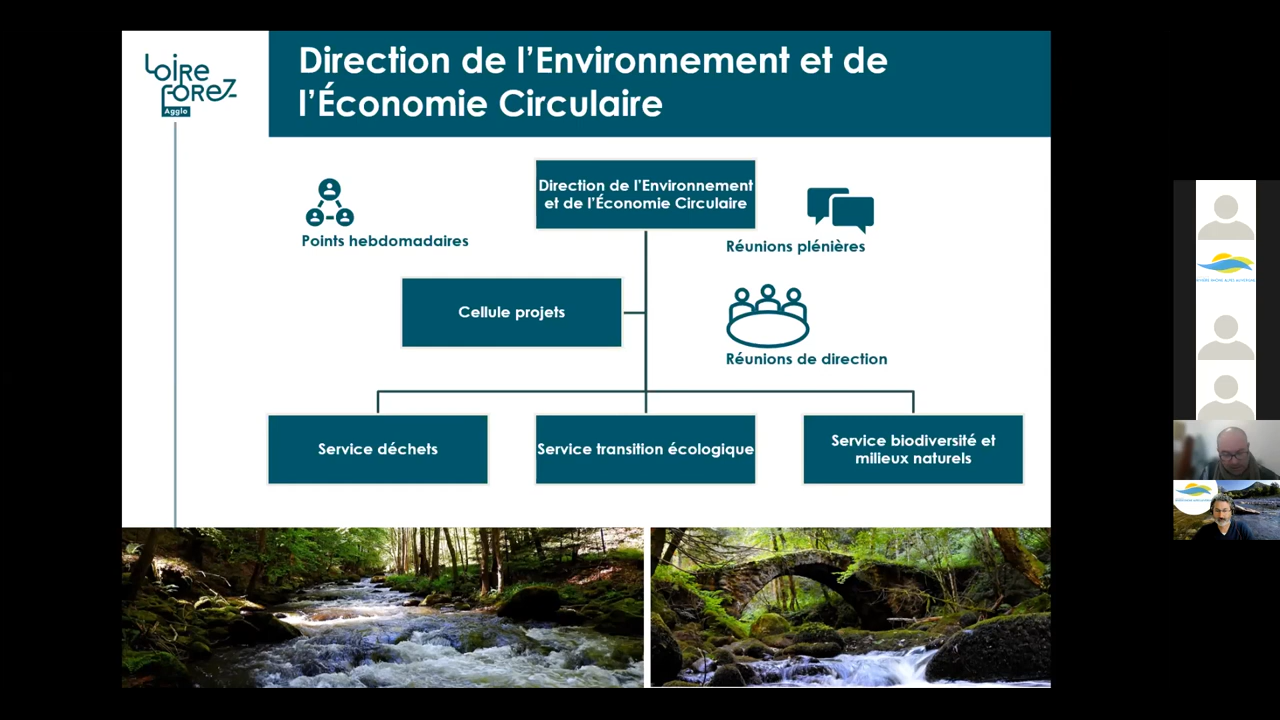 Loire
forez
Agglo
Direction de l'Environnement et de
l'Économie Circulaire
Direction de l'Environnement
et de l'Économie Circulaire
Points hebdomadaires
Réunions plénières
Cellule projets
Réunions de direction
Service déchets
Service transition écologique
Service biodiversité et
milieux naturels